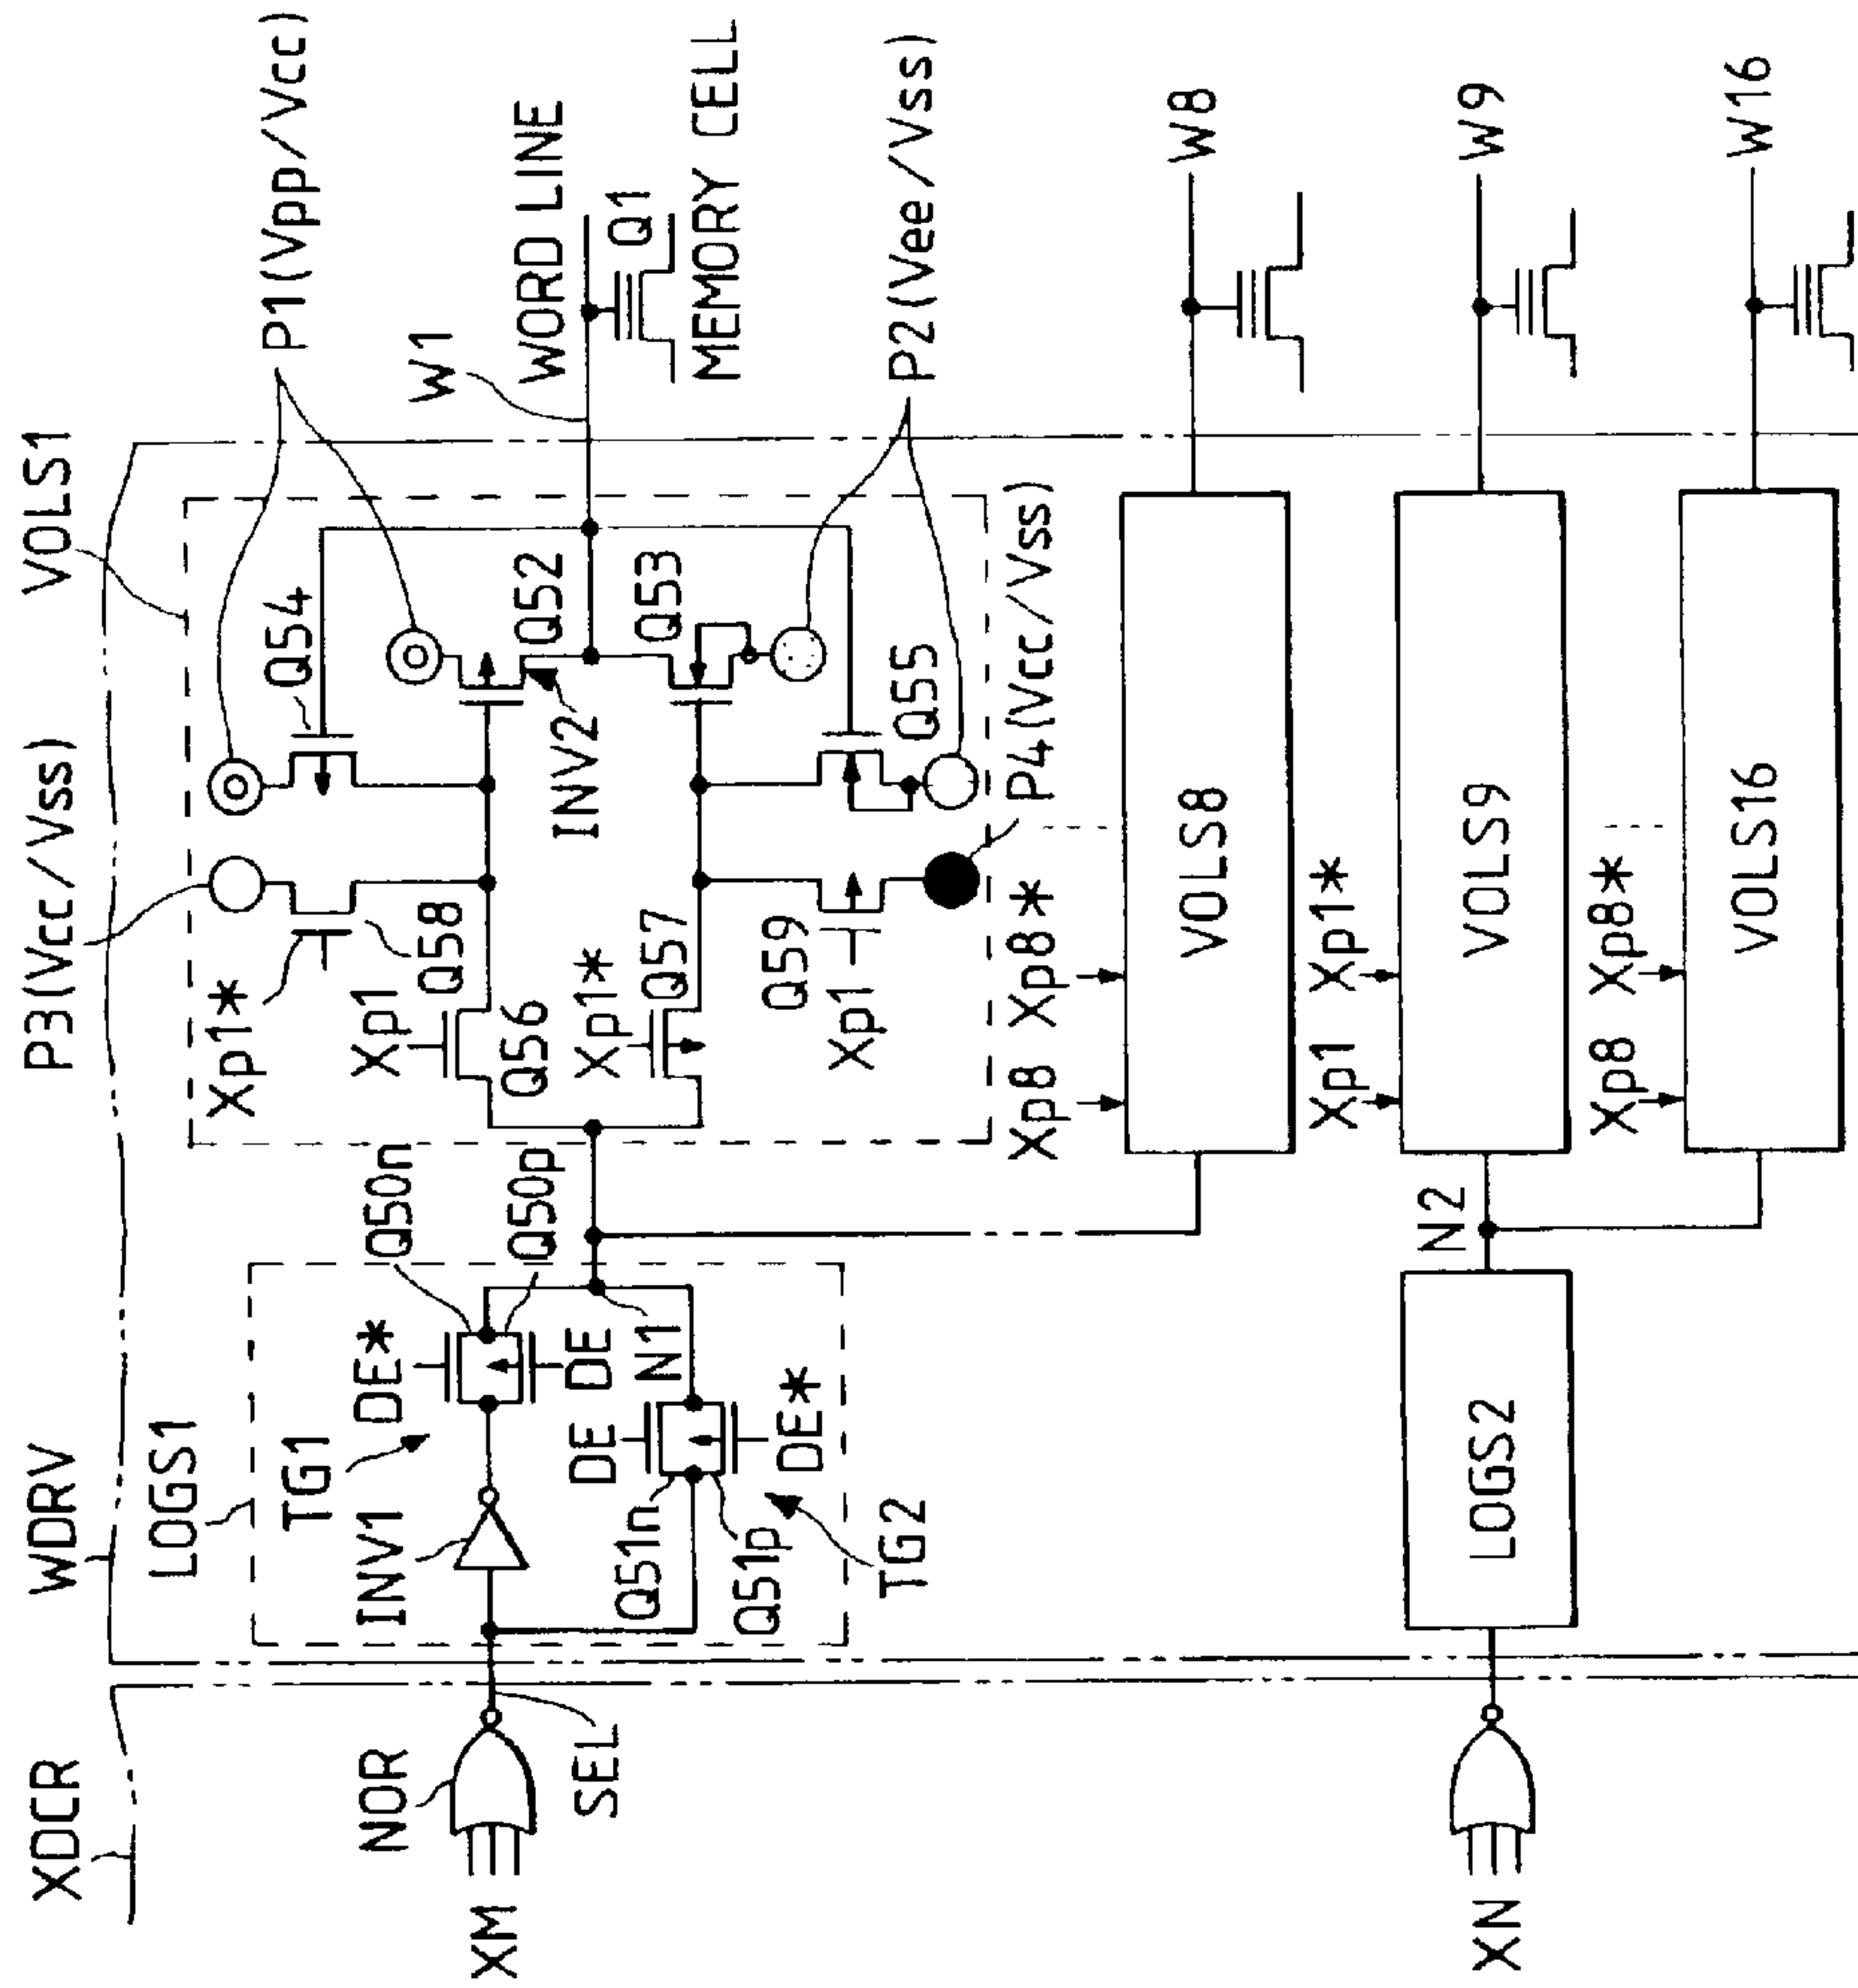 XDCR
WDRV
P3(Vcc/Vss)
VOLS1
LOGS1
Xp1*
Q54
P1(Vpp/Vcc)
TG1
DE*
Q50n
Xp1
Q58
W1
NOR
INV1
Q50p
Q56
INV2
Q52
WORD LINE
XM
SEL
DE
DE
N1
Xp1*
Q57
Q53
Q1
MEMORY CELL
Q51n
Q51p
DE*
TG2
Q59
Xp1
Q55
P2(Vee/Vss)
P4(Vcc/Vss)
Xp8
Xp8*
VOLS8
W8
Xp1
Xp1*
XN
LOGS2
N2
VOLS9
W9
Xp8
Xp8*
VOLS16
W16